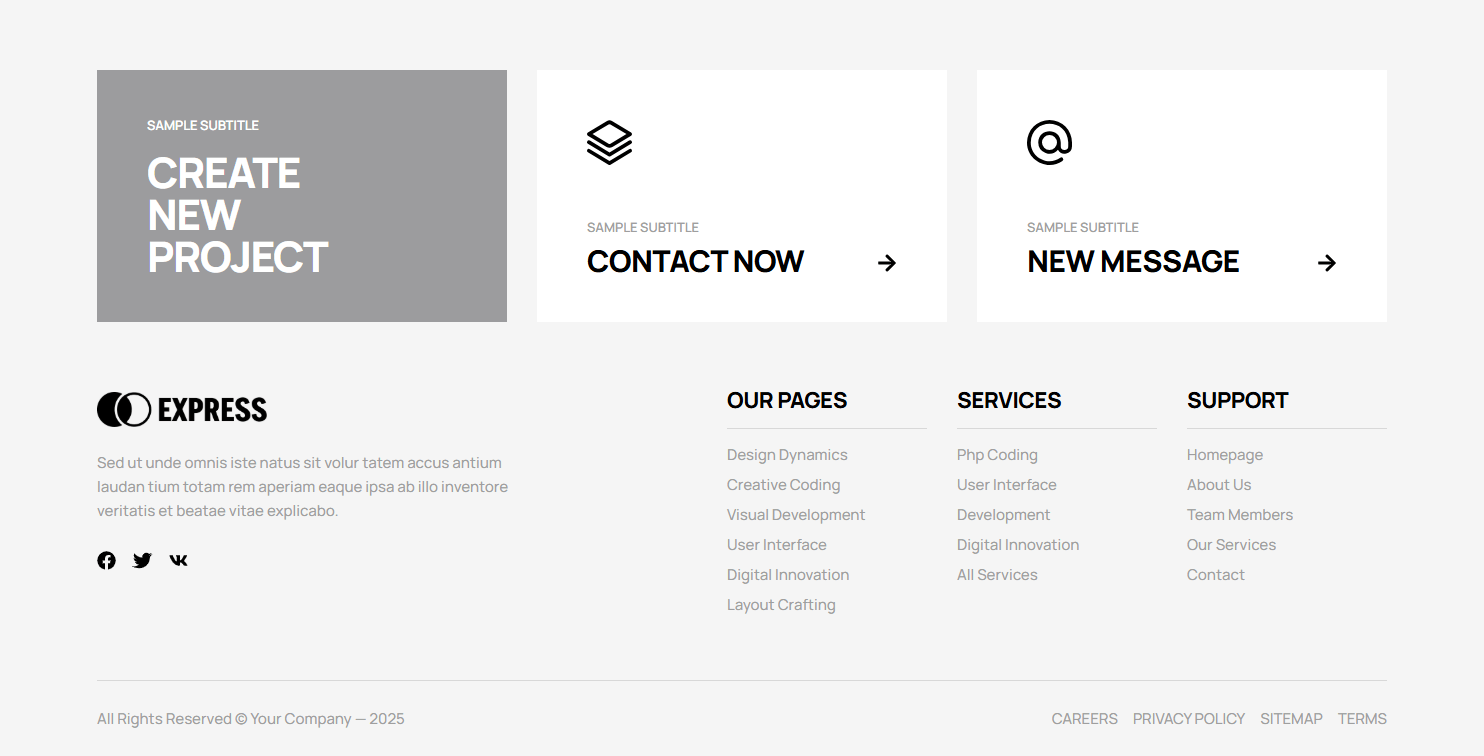 SAMPLE SUBTITLE
CREATE
NEW
PROJECT
SAMPLE SUBTITLE
CONTACT NOW
SAMPLE SUBTITLE
NEW MESSAGE
EXPRESS
Sed ut unde omnis iste natus sit volur tatem accus antium
laudan tium totam rem aperiam eaque ipsa ab illo inventore
veritatis et beatae vitae explicabo.
OUR PAGES
Design Dynamics
Creative Coding
Visual Development
User Interface
Digital Innovation
Layout Crafting
SERVICES
Php Coding
User Interface
Development
Digital Innovation
All Services
SUPPORT
Homepage
About Us
Team Members
Our Services
Contact
All Rights Reserved © Your Company — 2025
CAREERS PRIVACY POLICY SITEMAP TERMS